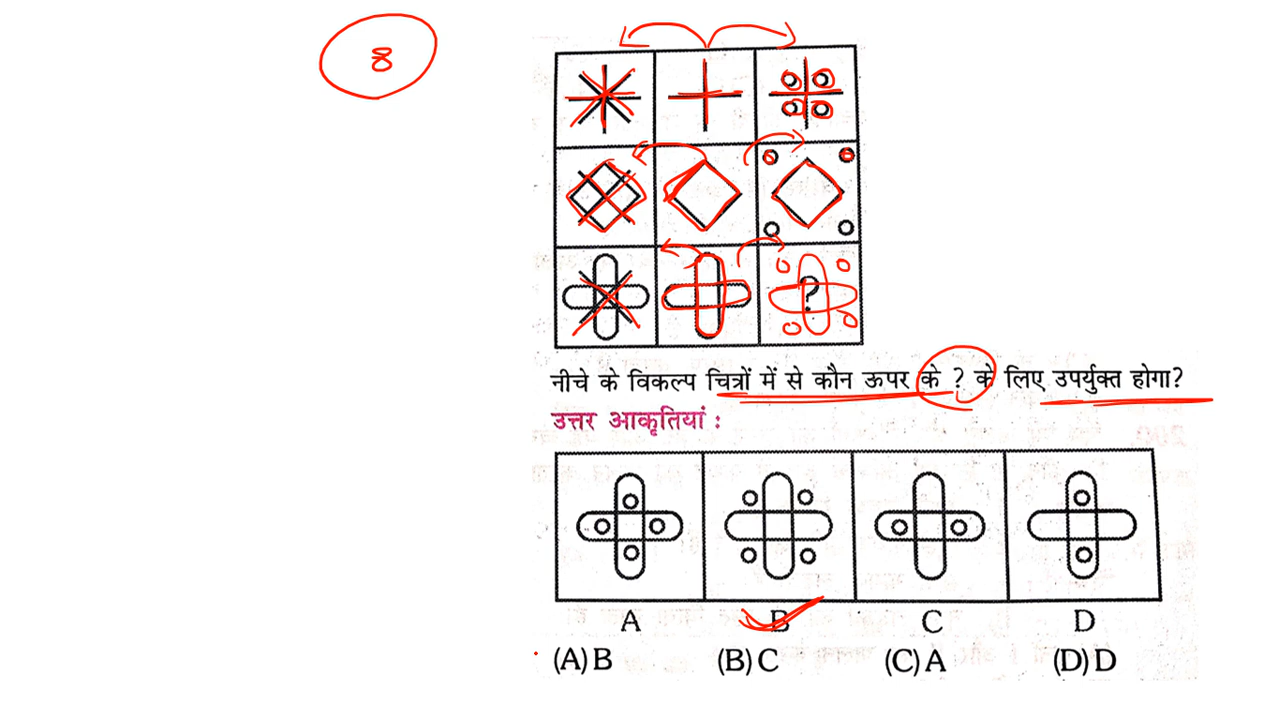 8
?
नीचे के विकल्प चित्रों में से कौन ऊपर के ? के लिए उपर्युक्त होगा?
उत्तर आकृतियां :
A B C D
(A) B (B) C (C) A (D) D